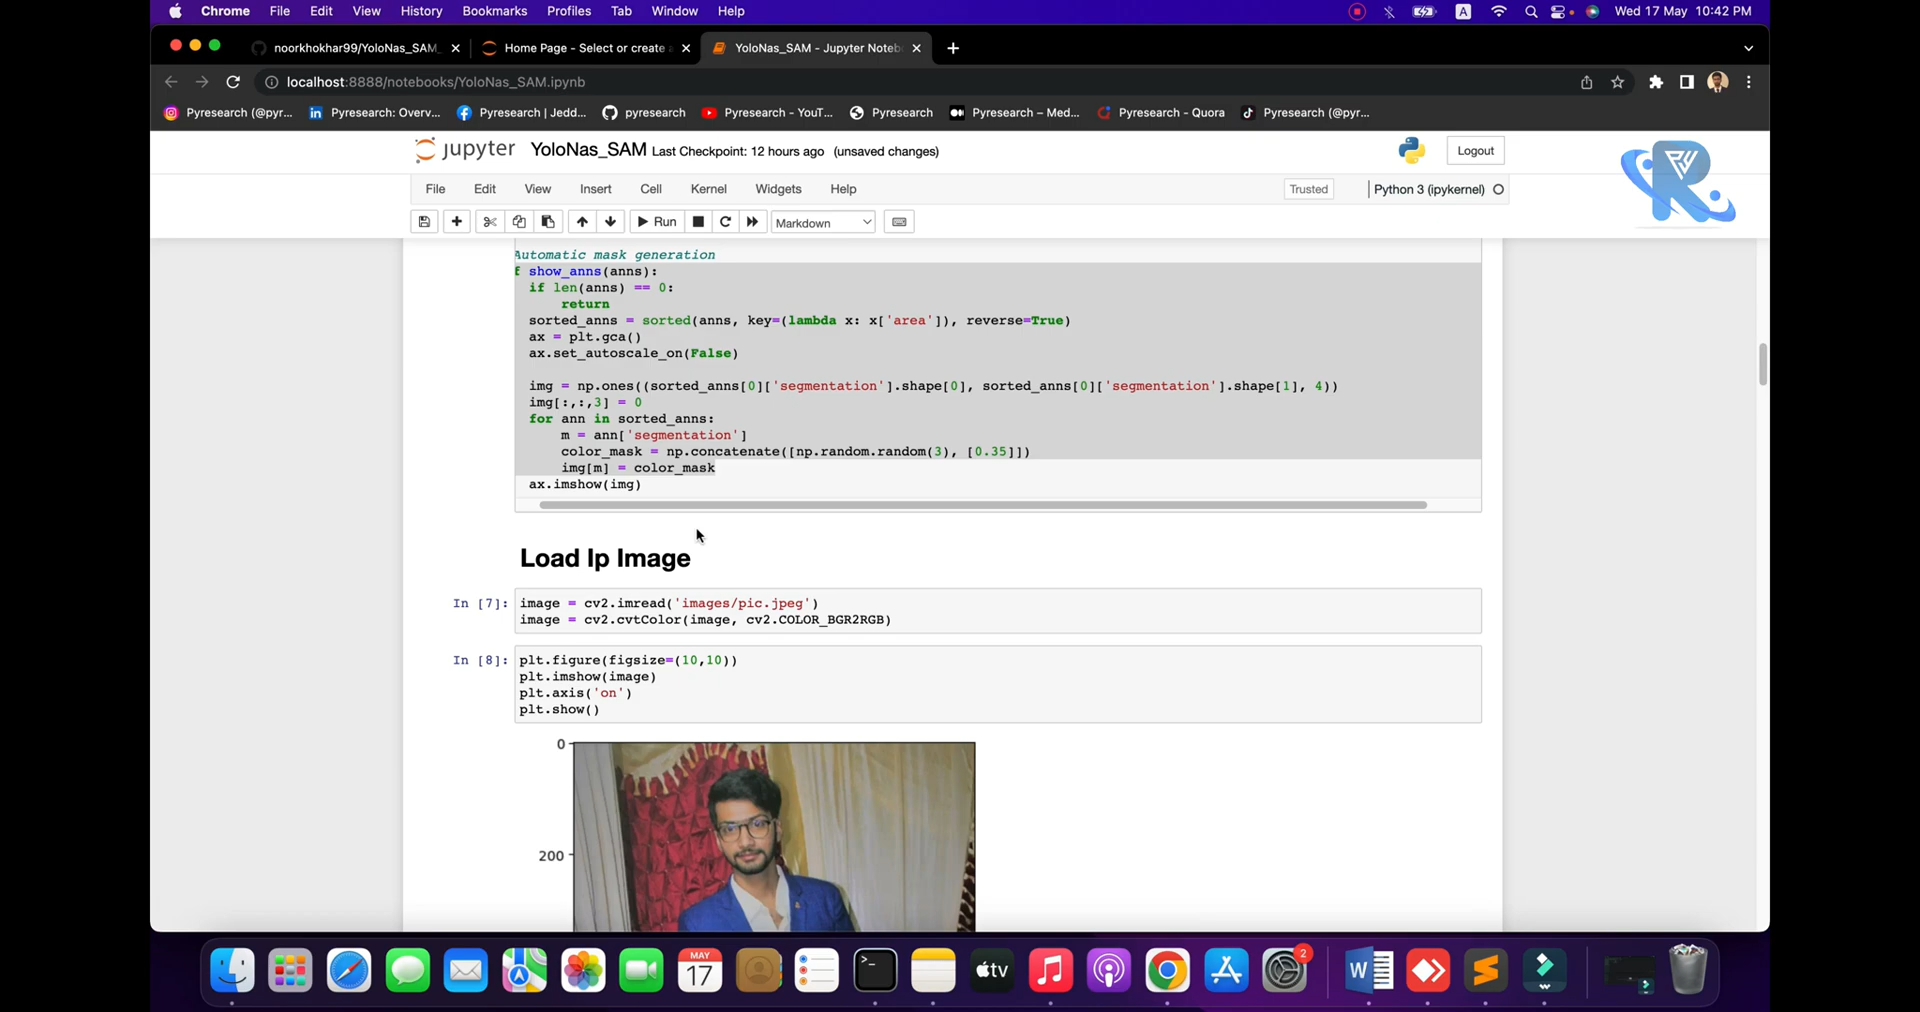 Chrome File Edit View History Bookmarks Profiles Tab Window Help A Wed 17 May 10:42 PM
noorkhokhar99/YoloNas_SAM Home Page - Select or create a YoloNas_SAM - Jupyter Noteb
localhost:8888/notebooks/YoloNas_SAM.ipynb
Pyresearch (@pyr... Pyresearch: Overv... Pyresearch | Jedd... pyresearch Pyresearch - YouT... Pyresearch Pyresearch – Med... Pyresearch - Quora Pyresearch (@pyr...
jupyter YoloNas_SAM Last Checkpoint: 12 hours ago (unsaved changes) Logout
File Edit View Insert Cell Kernel Widgets Help Trusted Python 3 (ipykernel)
Run Markdown
Automatic mask generation
f show_anns(anns):
if len(anns) == 0:
return
sorted_anns = sorted(anns, key=(lambda x: x['area']), reverse=True)
ax = plt.gca()
ax.set_autoscale_on(False)
img = np.ones((sorted_anns[0]['segmentation'].shape[0], sorted_anns[0]['segmentation'].shape[1], 4))
img[:,:,3] = 0
for ann in sorted_anns:
m = ann['segmentation']
color_mask = np.concatenate([np.random.random(3), [0.35]])
img[m] = color_mask
ax.imshow(img)
Load Ip Image
In [7]: image = cv2.imread('images/pic.jpeg')
image = cv2.cvtColor(image, cv2.COLOR_BGR2RGB)
In [8]: plt.figure(figsize=(10,10))
plt.imshow(image)
plt.axis('on')
plt.show()
0
200
MAY
17
tv
2
W